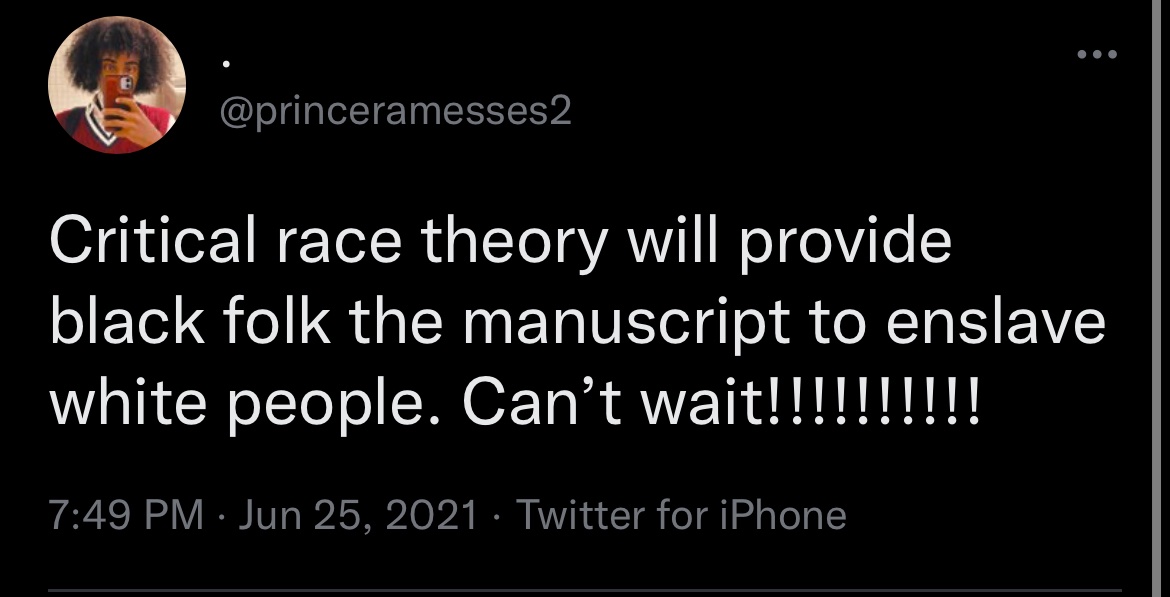 .
@princeramesses2
Critical race theory will provide
black folk the manuscript to enslave
white people. Can’t wait!!!!!!!!!!
7:49 PM · Jun 25, 2021 · Twitter for iPhone